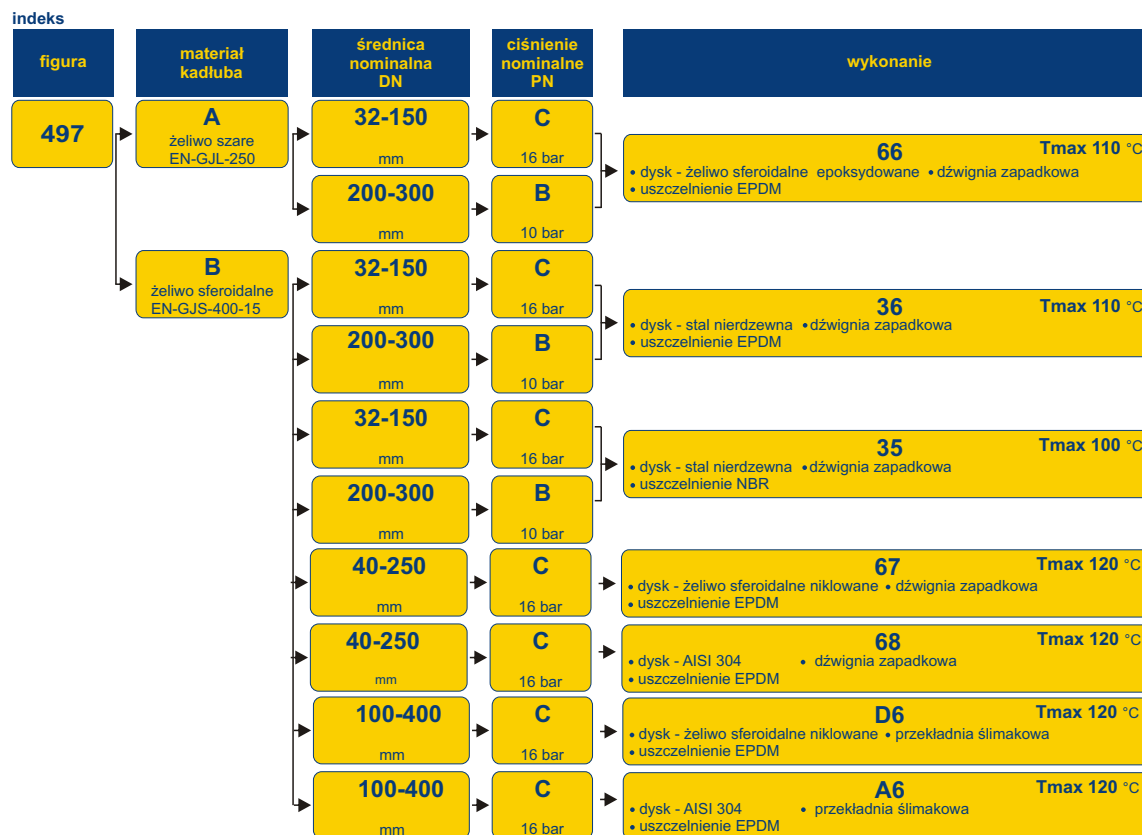 indeks
figura
materiał
kadłuba
średnica
nominalna
DN
ciśnienie
nominalne
PN
wykonanie
497
A
żeliwo szare
EN-GJL-250
32-150
mm
C
16 bar
200-300
mm
B
10 bar
66 Tmax 110 °C
• dysk - żeliwo sferoidalne epoksydowane • dźwignia zapadkowa
• uszczelnienie EPDM
B
żeliwo sferoidalne
EN-GJS-400-15
32-150
mm
C
16 bar
200-300
mm
B
10 bar
36 Tmax 110 °C
• dysk - stal nierdzewna • dźwignia zapadkowa
• uszczelnienie EPDM
32-150
mm
C
16 bar
200-300
mm
B
10 bar
35 Tmax 100 °C
• dysk - stal nierdzewna • dźwignia zapadkowa
• uszczelnienie NBR
40-250
mm
C
16 bar
67 Tmax 120 °C
• dysk - żeliwo sferoidalne niklowane • dźwignia zapadkowa
• uszczelnienie EPDM
40-250
mm
C
16 bar
68 Tmax 120 °C
• dysk - AISI 304 • dźwignia zapadkowa
• uszczelnienie EPDM
100-400
mm
C
16 bar
D6 Tmax 120 °C
• dysk - żeliwo sferoidalne niklowane • przekładnia ślimakowa
• uszczelnienie EPDM
100-400
mm
C
16 bar
A6 Tmax 120 °C
• dysk - AISI 304 • przekładnia ślimakowa
• uszczelnienie EPDM